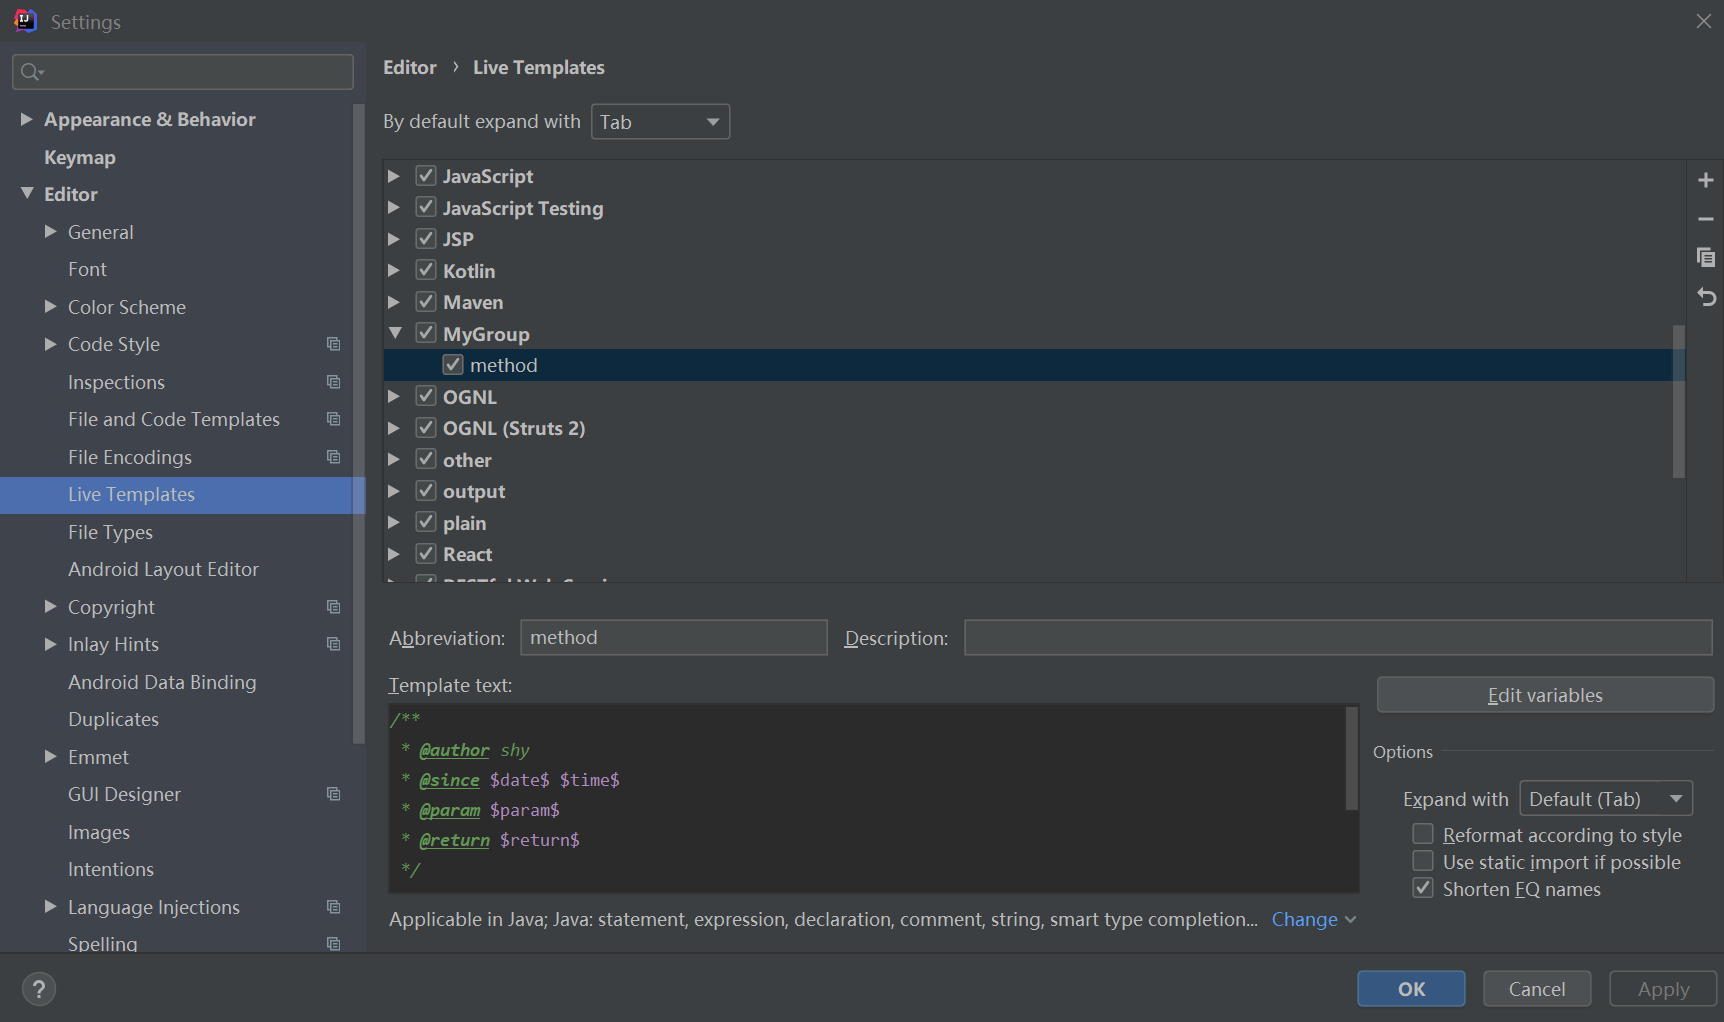 Settings
Appearance & Behavior
Keymap
Editor
General
Font
Color Scheme
Code Style
Inspections
File and Code Templates
File Encodings
Live Templates
File Types
Android Layout Editor
Copyright
Inlay Hints
Android Data Binding
Duplicates
Emmet
GUI Designer
Images
Intentions
Language Injections
Spelling
Editor › Live Templates
By default expand with Tab
JavaScript
JavaScript Testing
JSP
Kotlin
Maven
MyGroup
method
OGNL
OGNL (Struts 2)
other
output
plain
React
Abbreviation: method Description:
Template text:
/**
* @author shy
* @since $date$ $time$
* @param $param$
* @return $return$
*/
Edit variables
Options
Expand with Default (Tab)
Reformat according to style
Use static import if possible
Shorten FQ names
Applicable in Java; Java: statement, expression, declaration, comment, string, smart type completion... Change
? OK Cancel Apply